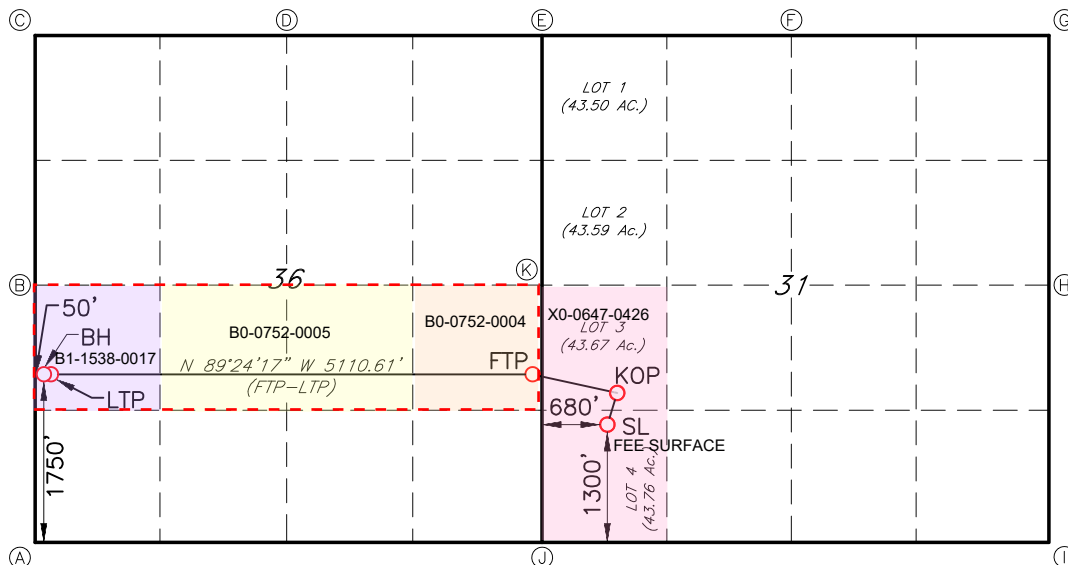 C
D
E
F
G
LOT 1
(43.50 AC.)
LOT 2
(43.59 Ac.)
B
36
K
31
H
50'
BH
B1-1538-0017
B0-0752-0005
B0-0752-0004
X0-0647-0426
LOT 3
(43.67 Ac.)
N 89°24'17" W 5110.61'
(FTP-LTP)
FTP
KOP
LTP
680'
SL
FEE SURFACE
1750'
1300'
LOT 4
(43.76 Ac.)
A
J
I